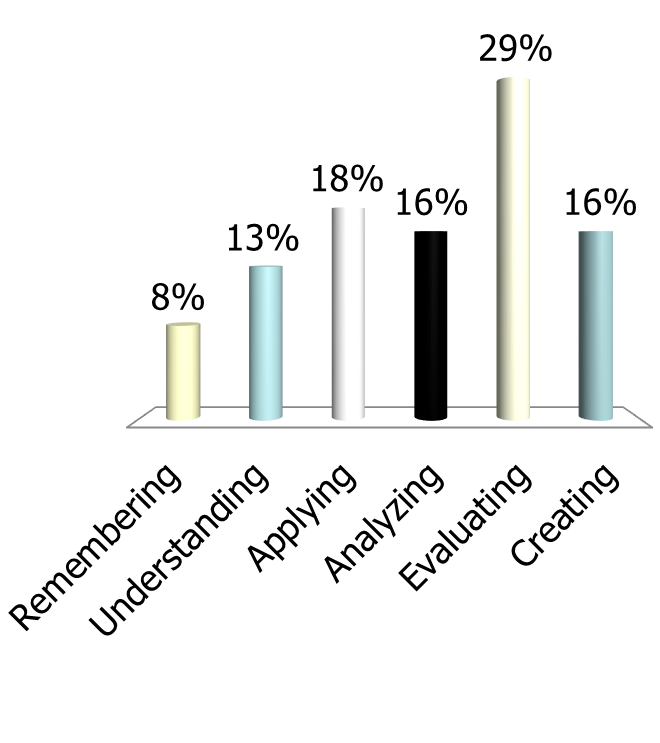 29%
18%
16%
16%
13%
8%
Remembering
Understanding
Applying
Analyzing
Evaluating
Creating